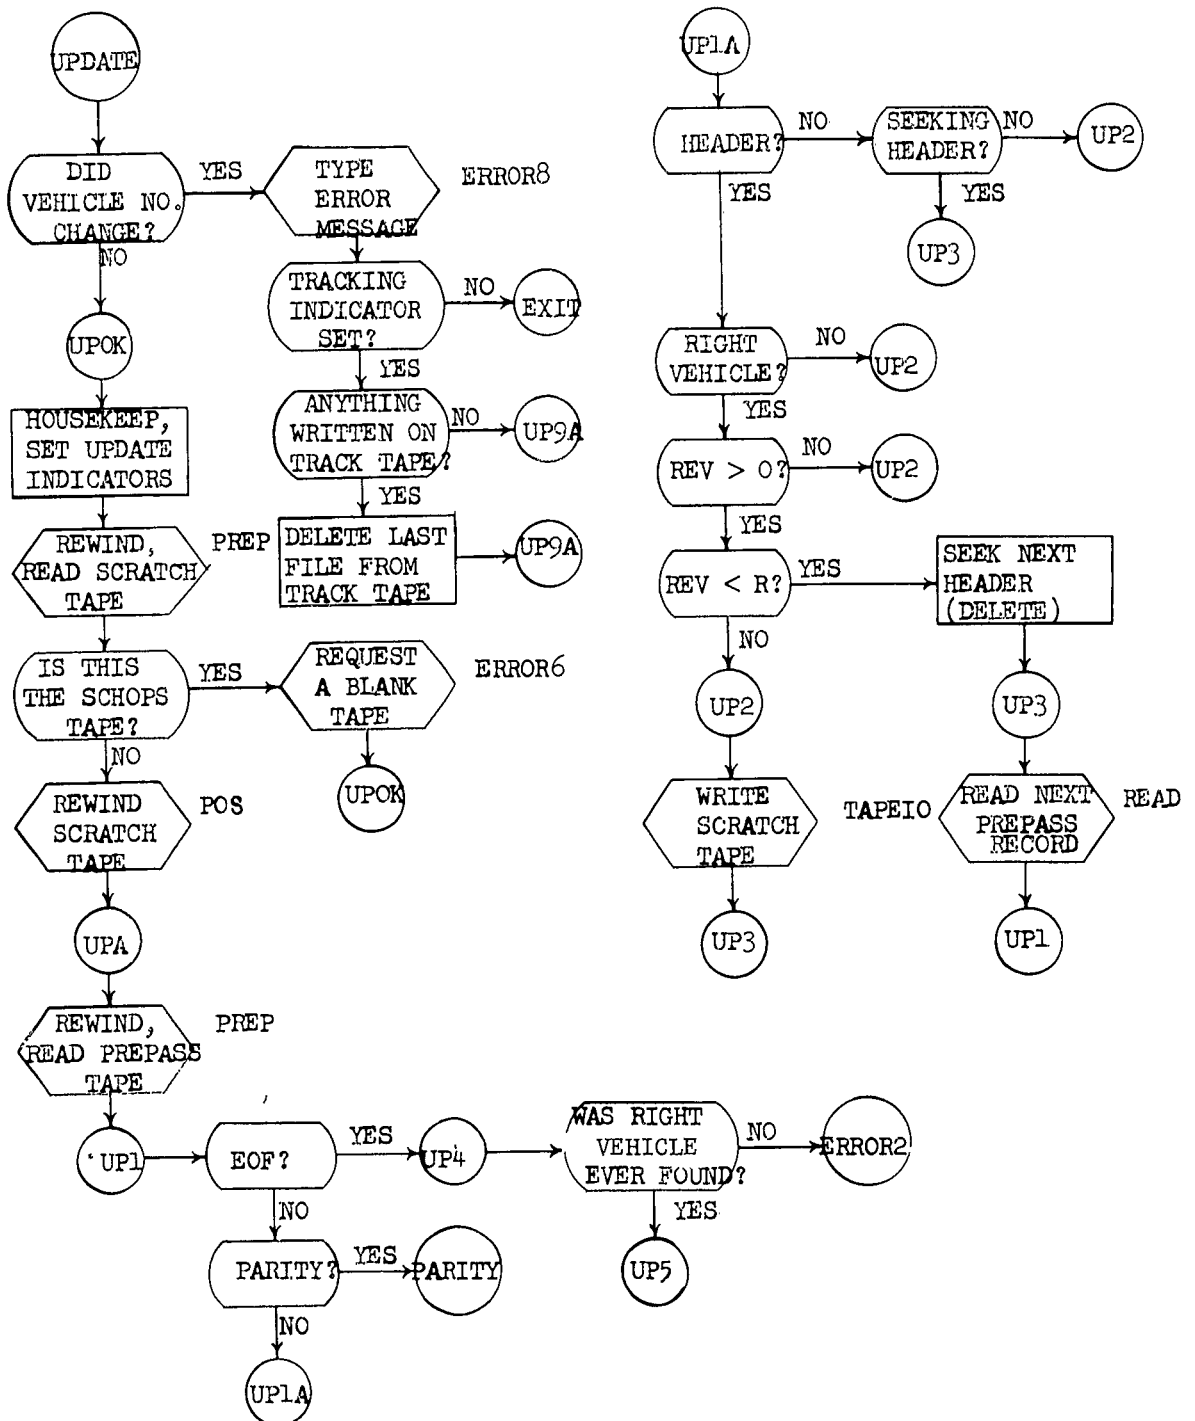 UPDATE
DID
VEHICLE NO.
CHANGE?
YES
TYPE
ERROR
MESSAGE
ERROR8
NO
TRACKING
INDICATOR
SET?
NO
EXIT
YES
UPOK
ANYTHING
WRITTEN ON
TRACK TAPE?
NO
UP9A
HOUSEKEEP,
SET UPDATE
INDICATORS
YES
DELETE LAST
FILE FROM
TRACK TAPE
UP9A
REWIND,
READ SCRATCH
TAPE
PREP
IS THIS
THE SCHOPS
TAPE?
YES
REQUEST
A BLANK
TAPE
ERROR6
NO
UPOK
REWIND
SCRATCH
TAPE
POS
UPA
REWIND,
READ PREPASS
TAPE
PREP
UP1
EOF?
YES
UP4
WAS RIGHT
VEHICLE
EVER FOUND?
NO
ERROR2
NO
YES
UP5
PARITY?
YES
PARITY
NO
UP1A
UP1A
HEADER?
NO
SEEKING
HEADER?
NO
UP2
YES
YES
UP3
RIGHT
VEHICLE?
NO
UP2
YES
REV > 0?
NO
UP2
YES
REV < R?
YES
SEEK NEXT
HEADER
(DELETE)
NO
UP2
UP3
WRITE
SCRATCH
TAPE
TAPEIO
READ NEXT
PREPASS
RECORD
READ
UP3
UP1